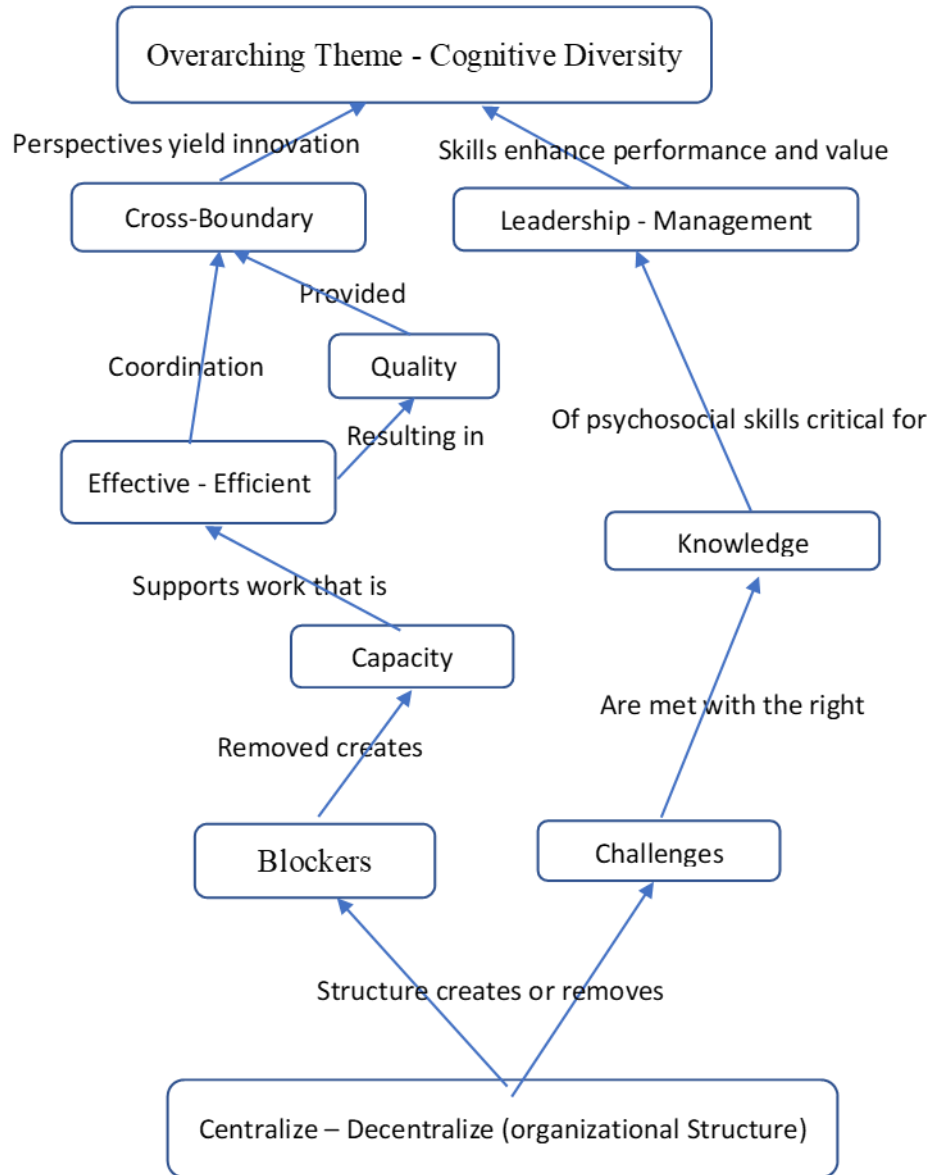 Overarching Theme - Cognitive Diversity
Perspectives yield innovation
Skills enhance performance and value
Cross-Boundary
Leadership - Management
Provided
Coordination
Quality
Resulting in
Of psychosocial skills critical for
Effective - Efficient
Knowledge
Supports work that is
Capacity
Are met with the right
Removed creates
Blockers
Challenges
Structure creates or removes
Centralize – Decentralize (organizational Structure)